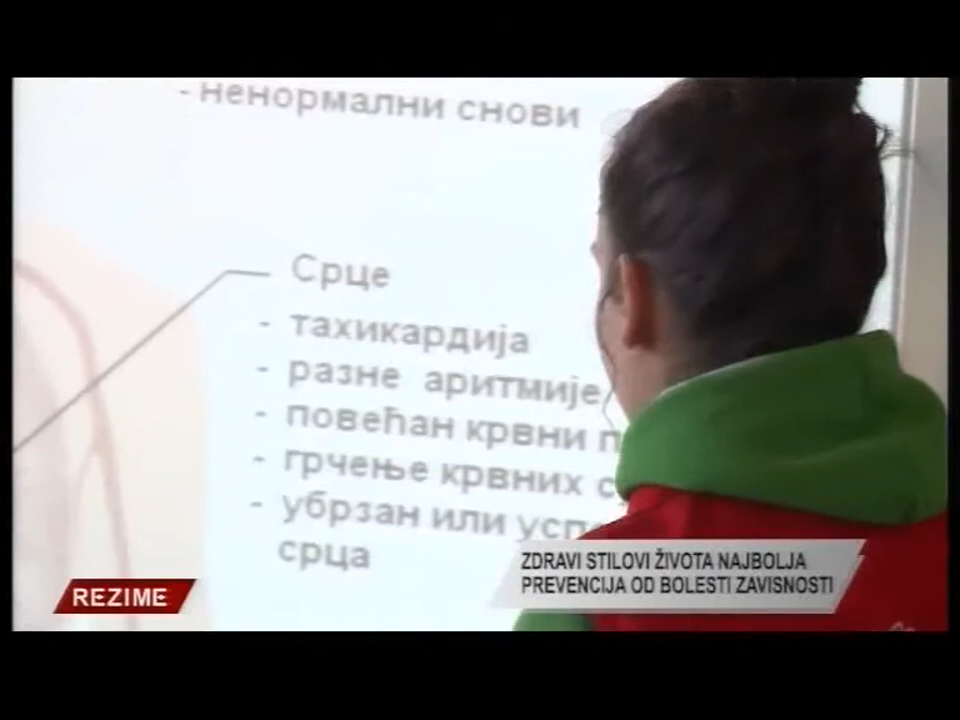 - ненормални снови
Срце
- тахикардија
- разне аритмије
- повећан крвни
- грчење крвних
- убрзан или
срца
ZDRAVI STILOVI ŽIVOTA NAJBOLJA
PREVENCIJA OD BOLESTI ZAVISNOSTI
REZIME